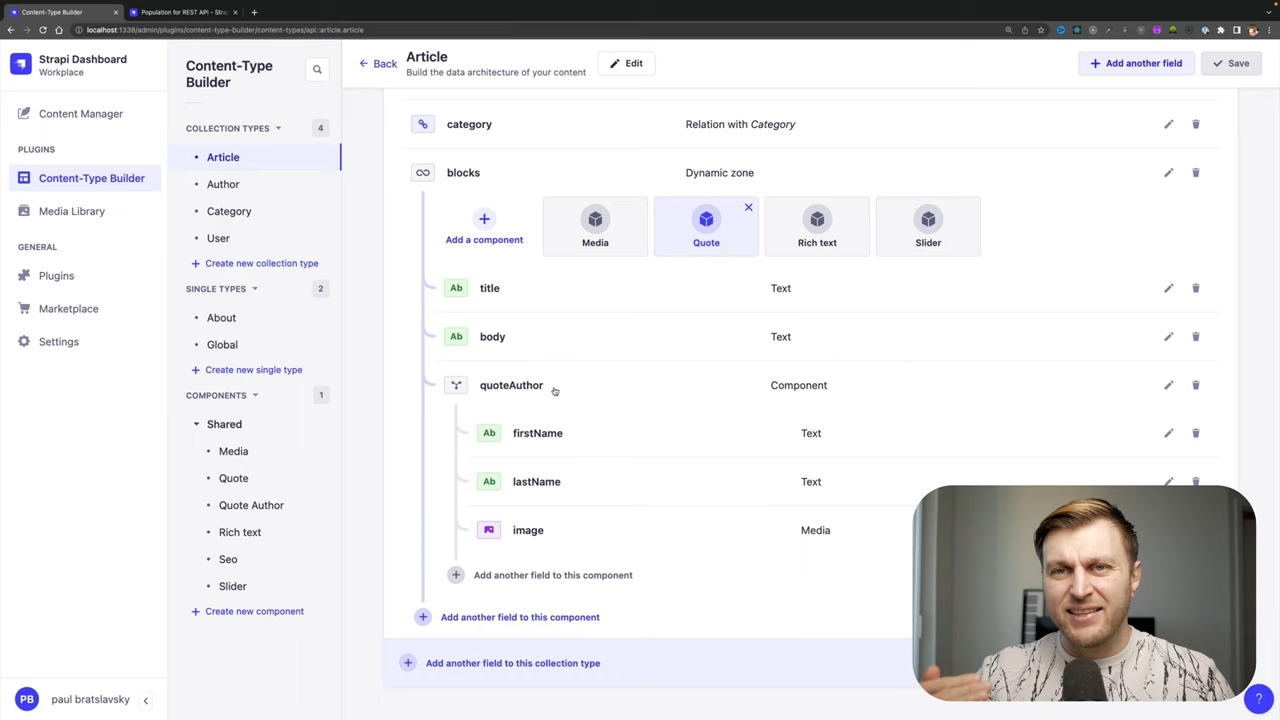 Content-Type Builder
Population for REST API - Stra
localhost:1338/admin/plugins/content-type-builder/content-types/api::article.article
Strapi Dashboard
Workplace
Content Manager
PLUGINS
Content-Type Builder
Media Library
GENERAL
Plugins
Marketplace
Settings
PB
paul bratslavsky
Content-Type
Builder
COLLECTION TYPES
4
Article
Author
Category
User
Create new collection type
SINGLE TYPES
2
About
Global
Create new single type
COMPONENTS
1
Shared
Media
Quote
Quote Author
Rich text
Seo
Slider
Create new component
Back
Article
Build the data architecture of your content
Edit
Add another field
Save
category
Relation with Category
blocks
Dynamic zone
Add a component
Media
Quote
Rich text
Slider
Ab
title
Text
Ab
body
Text
quoteAuthor
Component
Ab
firstName
Text
Ab
lastName
Text
image
Media
Add another field to this component
Add another field to this component
Add another field to this collection type
?